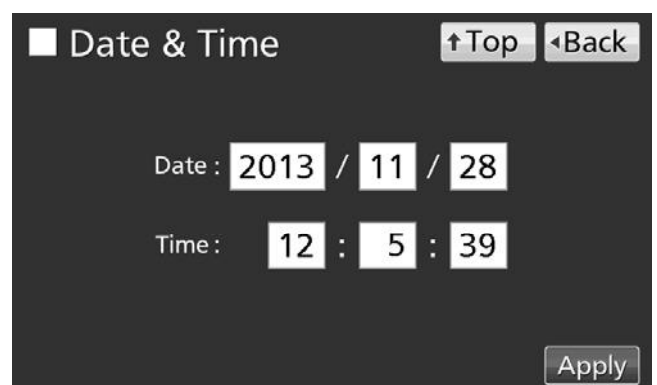 Date & Time ↑Top ◂Back
Date : 2013 / 11 / 28
Time : 12 : 5 : 39
Apply